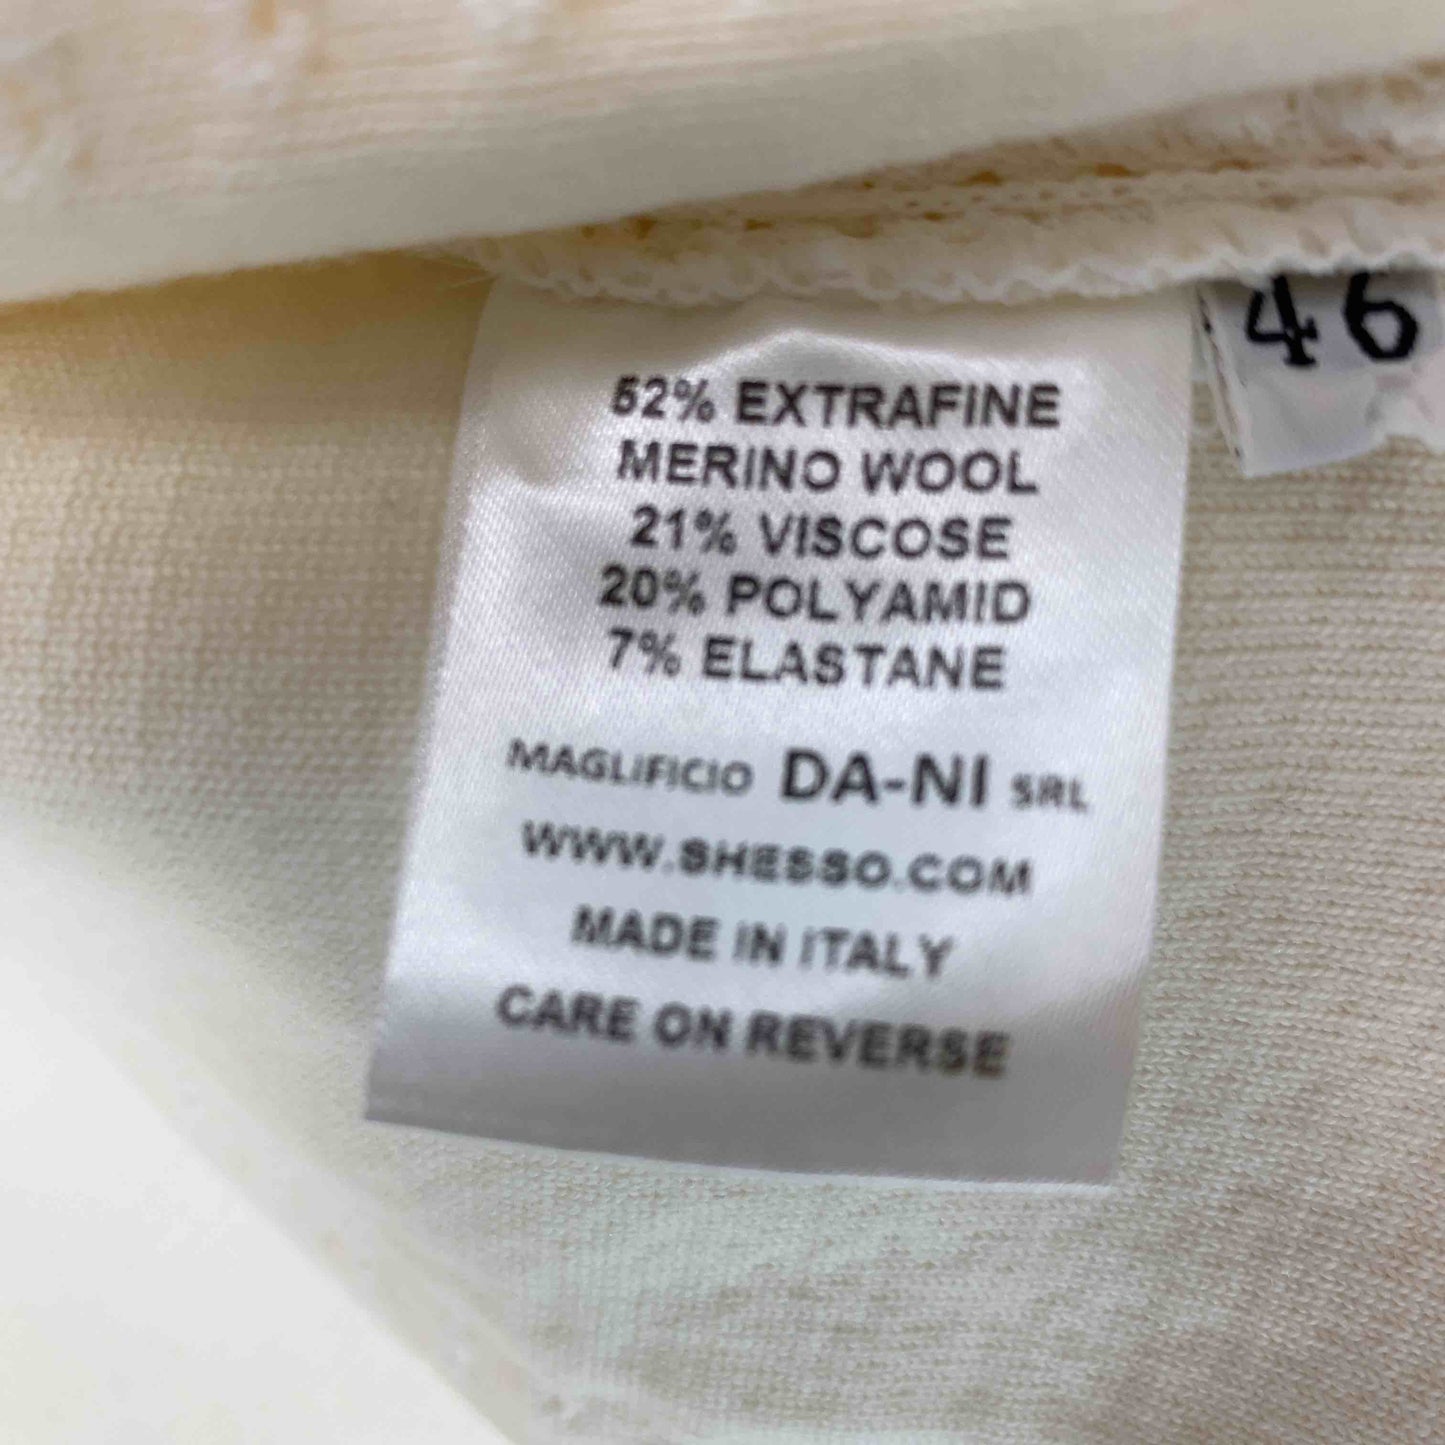 46
52% EXTRAFINE
MERINO WOOL
21% VISCOSE
20% POLYAMID
7% ELASTANE
MAGLIFICIO DA-NI SRL
WWW.SHESSO.COM
MADE IN ITALY
CARE ON REVERSE